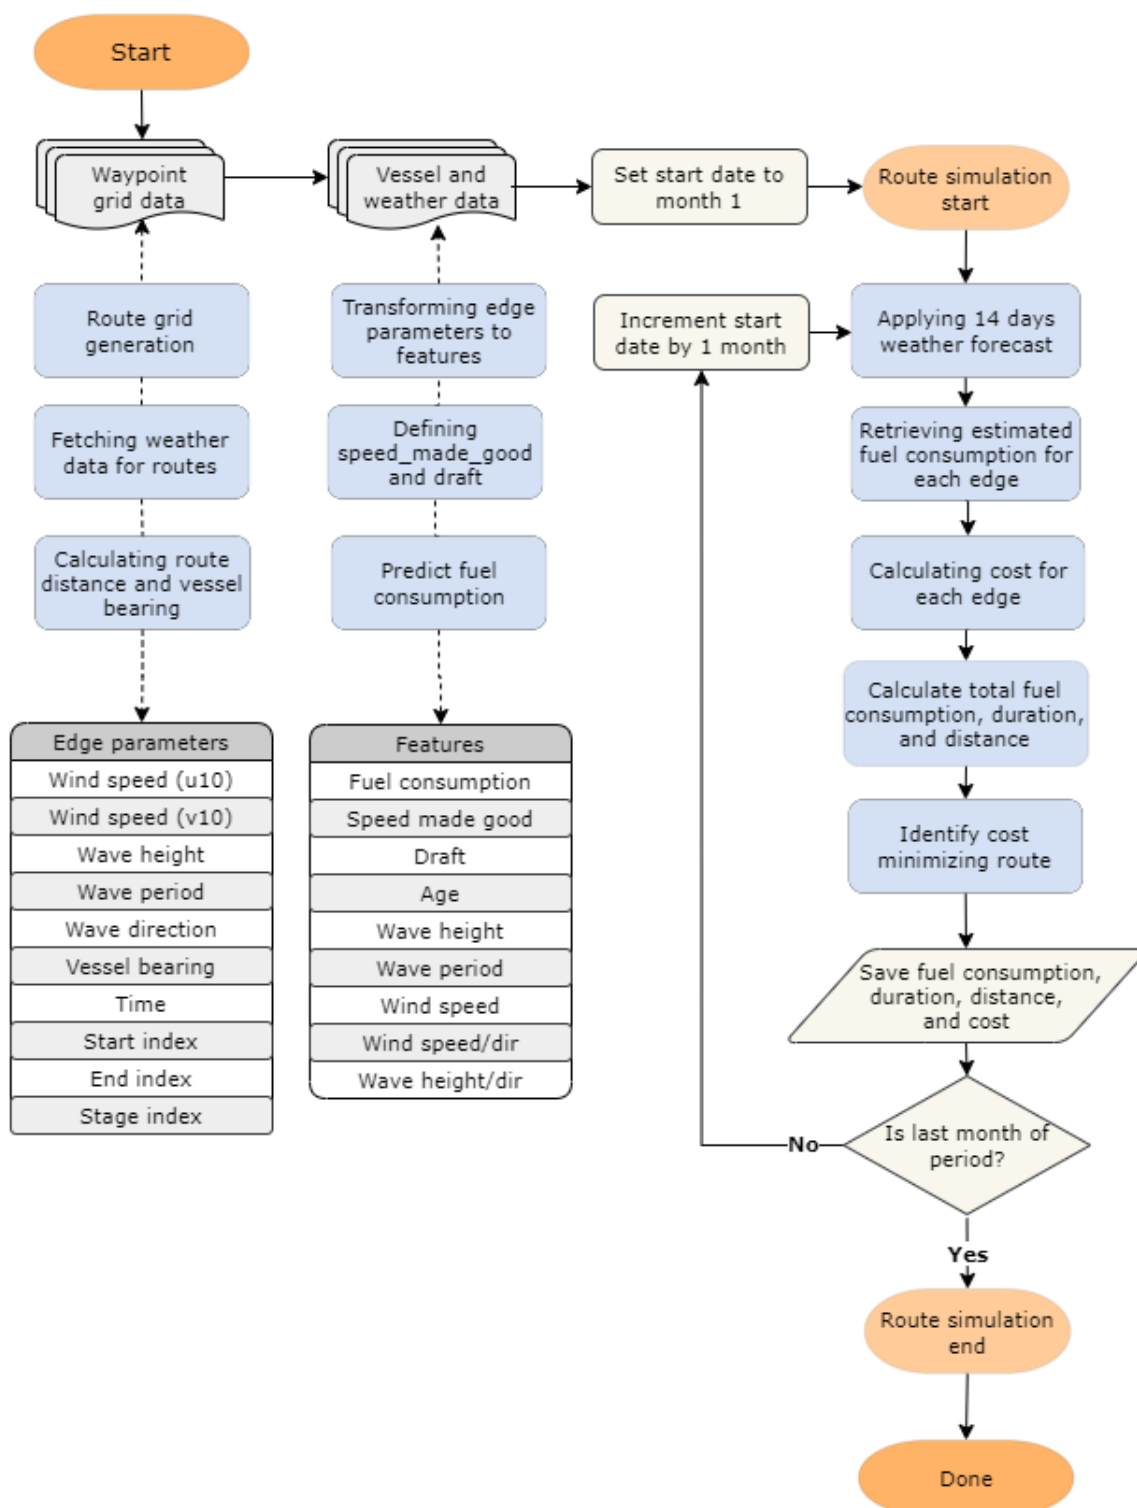 Start
Waypoint
grid data
Vessel and
weather data
Set start date to
month 1
Route simulation
start
Route grid
generation
Transforming edge
parameters to
features
Increment start
date by 1 month
Applying 14 days
weather forecast
Fetching weather
data for routes
Defining
speed_made_good
and draft
Retrieving estimated
fuel consumption for
each edge
Calculating route
distance and vessel
bearing
Predict fuel
consumption
Calculating cost for
each edge
Calculate total fuel
consumption, duration,
and distance
Identify cost
minimizing route
Save fuel consumption,
duration, distance,
and cost
Is last month of
period?
No
Yes
Route simulation
end
Done
Edge parameters
Wind speed (u10)
Wind speed (v10)
Wave height
Wave period
Wave direction
Vessel bearing
Time
Start index
End index
Stage index
Features
Fuel consumption
Speed made good
Draft
Age
Wave height
Wave period
Wind speed
Wind speed/dir
Wave height/dir